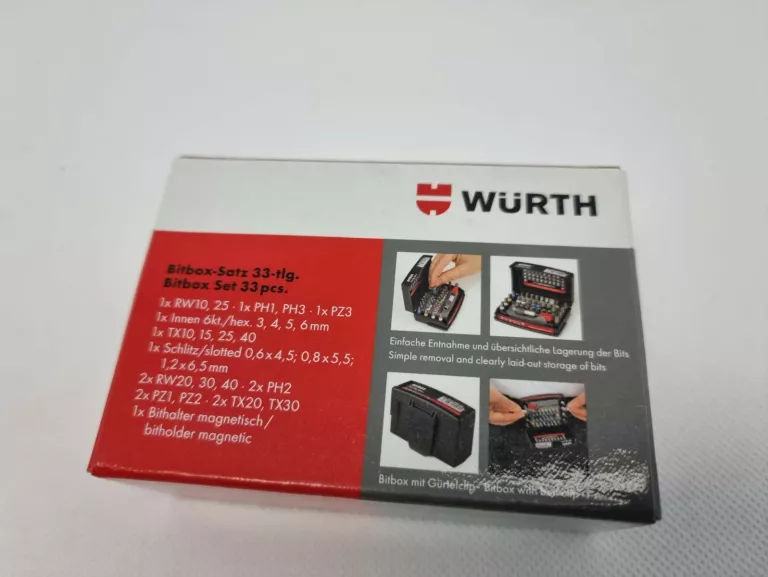 WÜRTH
Bitbox-Satz 33-tlg.
Bitbox Set 33 pcs.
1x RW10, 25 · 1x PH1, PH3 · 1x PZ3
1x Innen 6kt./hex. 3, 4, 5, 6 mm
1x TX10, 15, 25, 40
1x Schlitz/slotted 0,6 x 4,5; 0,8 x 5,5;
1,2 x 6,5 mm
2x RW20, 30, 40 · 2x PH2
2x PZ1, PZ2 · 2x TX20, TX30
1x Bithalter magnetisch/
bitholder magnetic
Einfache Entnahme und übersichtliche Lagerung der Bits
Simple removal and clearly laid-out storage of bits
Bitbox mit Gürtelclip · Bitbox with belt clip